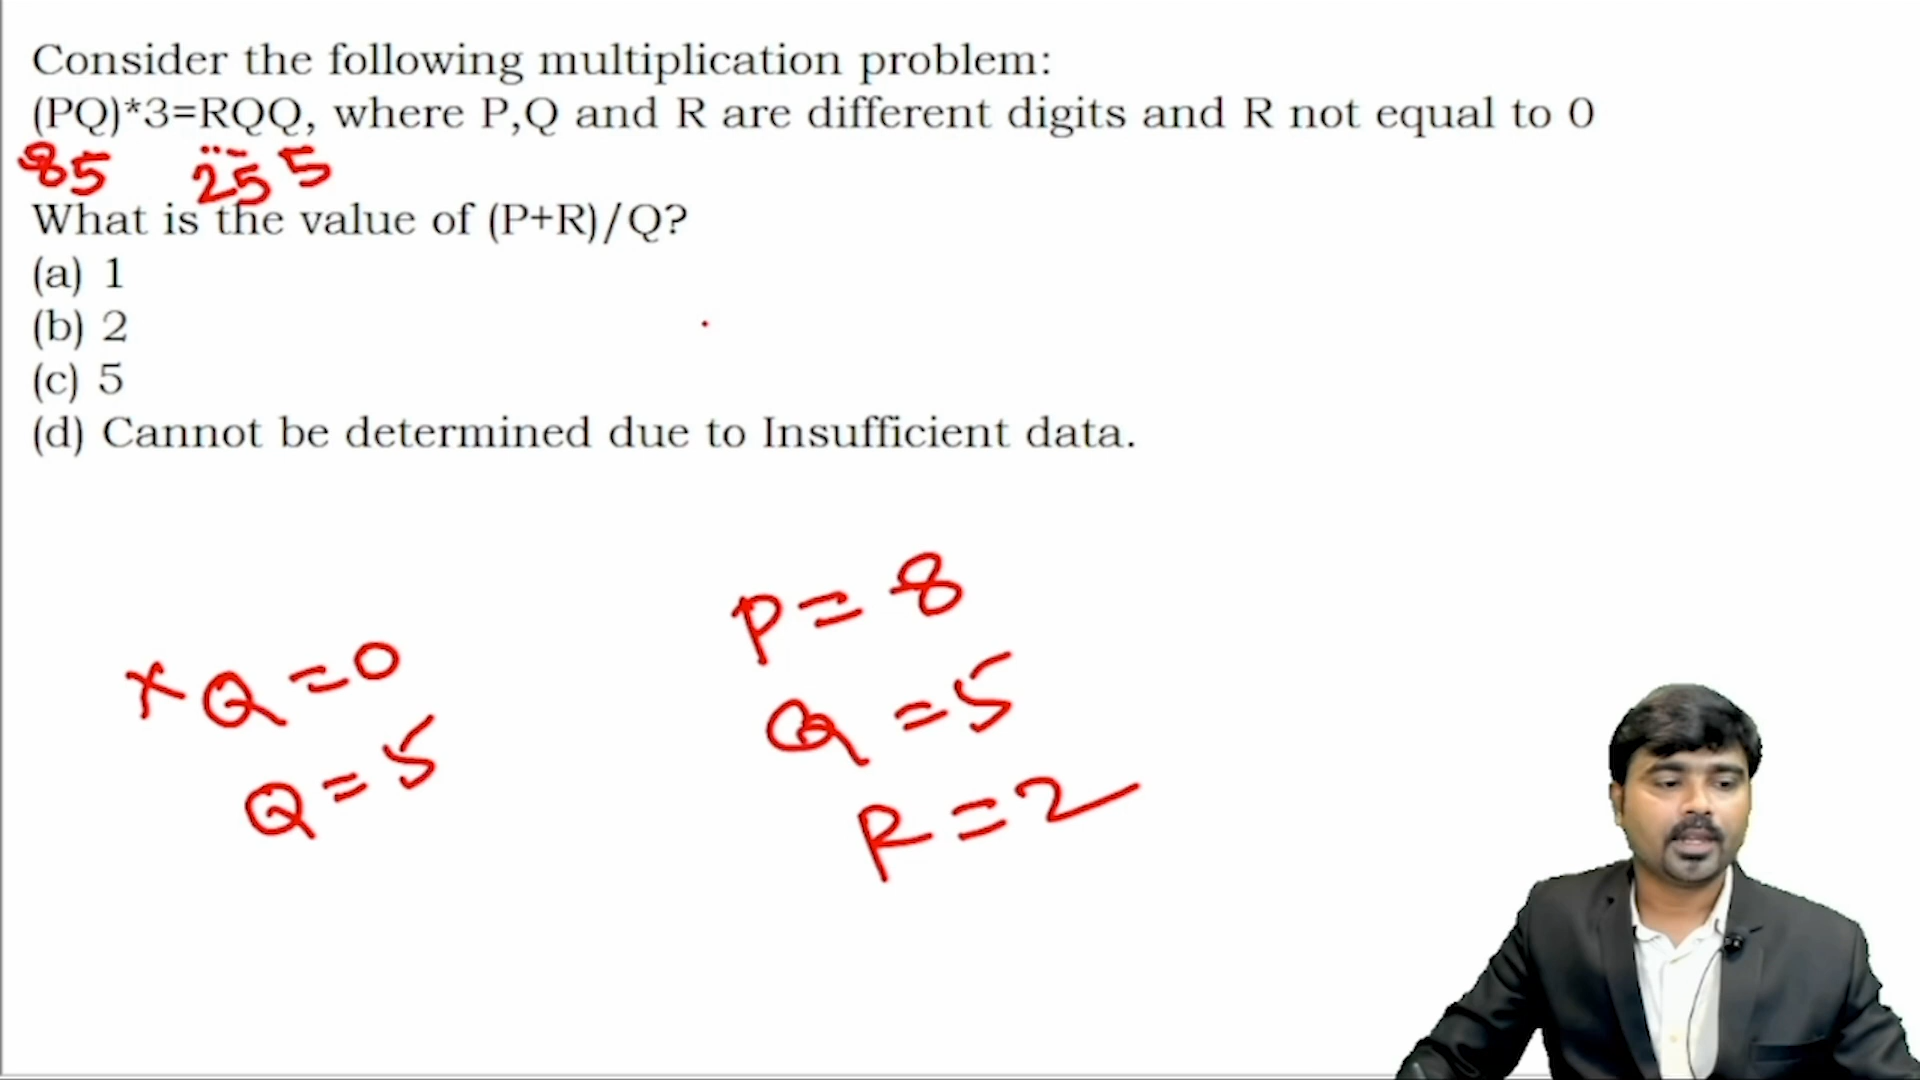 Consider the following multiplication problem:
(PQ)*3=RQQ, where P,Q and R are different digits and R not equal to 0
85 255
What is the value of (P+R)/Q?
(a) 1
(b) 2
(c) 5
(d) Cannot be determined due to Insufficient data.
x Q=0
Q=5
P=8
Q=5
R=2